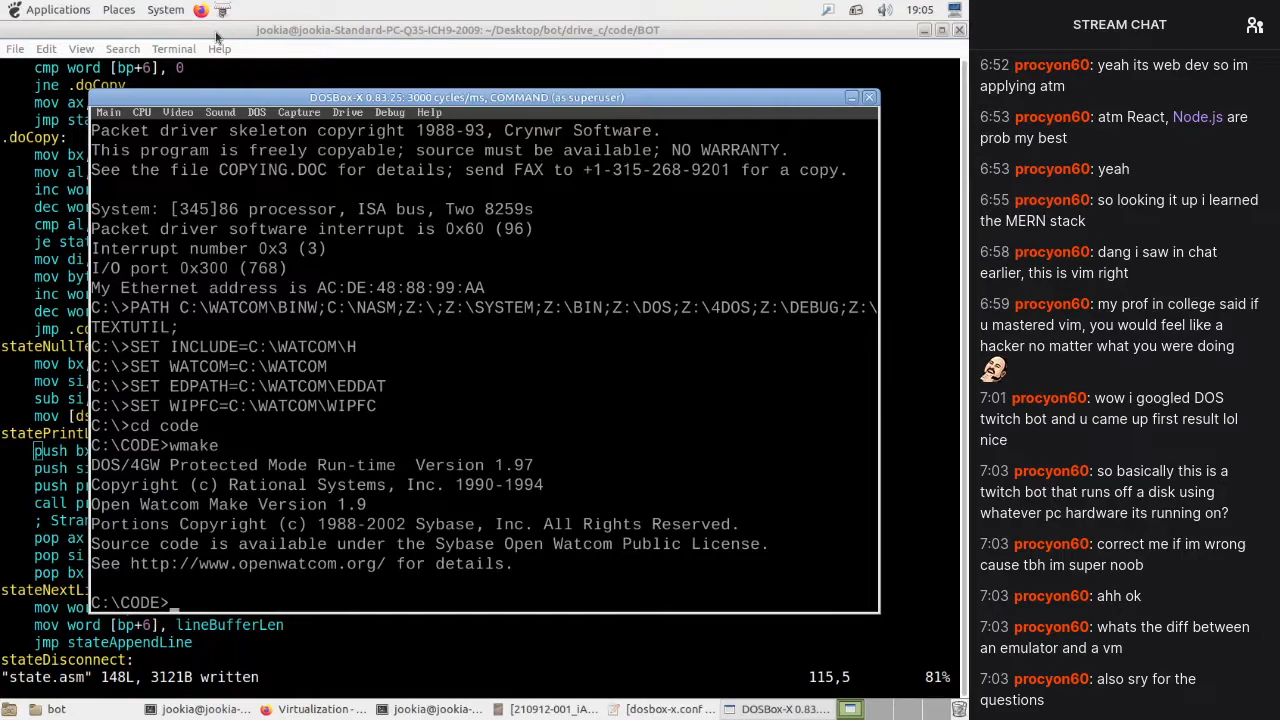 Applications Places System 19:05
jookia@jookia-Standard-PC-Q35-ICH9-2009: ~/Desktop/bot/drive_c/code/BOT
File Edit View Search Terminal Help
cmp word [bp+6], 0
jne .doCopy
mov ax,
jmp sta
.doCopy:
mov bx,
mov al,
inc wor
dec wor
cmp al,
je stat
mov di,
mov byt
inc wor
dec wor
jmp .co
stateNullTe
mov bx,
mov si,
sub si,
mov [ds
statePrintL
push bx
push si
push pr
call pr
; Stran
pop ax
pop si
pop bx
stateNextLi
mov wor
mov word [bp+6], lineBufferLen
jmp stateAppendLine
stateDisconnect:
"state.asm" 148L, 3121B written 115,5 81%
DOSBox-X 0.83.25: 3000 cycles/ms, COMMAND (as superuser)
Main CPU Video Sound DOS Capture Drive Debug Help
Packet driver skeleton copyright 1988-93, Crynwr Software.
This program is freely copyable; source must be available; NO WARRANTY.
See the file COPYING.DOC for details; send FAX to +1-315-268-9201 for a copy.
System: [345]86 processor, ISA bus, Two 8259s
Packet driver software interrupt is 0x60 (96)
Interrupt number 0x3 (3)
I/O port 0x300 (768)
My Ethernet address is AC:DE:48:88:99:AA
C:\>PATH C:\WATCOM\BINW;C:\NASM;Z:\;Z:\SYSTEM;Z:\BIN;Z:\DOS;Z:\4DOS;Z:\DEBUG;Z:\
TEXTUTIL;
C:\>SET INCLUDE=C:\WATCOM\H
C:\>SET WATCOM=C:\WATCOM
C:\>SET EDPATH=C:\WATCOM\EDDAT
C:\>SET WIPFC=C:\WATCOM\WIPFC
C:\>cd code
C:\CODE>wmake
DOS/4GW Protected Mode Run-time Version 1.97
Copyright (c) Rational Systems, Inc. 1990-1994
Open Watcom Make Version 1.9
Portions Copyright (c) 1988-2002 Sybase, Inc. All Rights Reserved.
Source code is available under the Sybase Open Watcom Public License.
See http://www.openwatcom.org/ for details.
C:\CODE>_
bot jookia@jookia-... Virtualization - ... jookia@jookia-... [210912-001_iA... [dosbox-x.conf ... DOSBox-X 0.83....
STREAM CHAT
6:52 procyon60: yeah its web dev so im
applying atm
6:53 procyon60: atm React, Node.js are
prob my best
6:53 procyon60: yeah
6:55 procyon60: so looking it up i learned
the MERN stack
6:58 procyon60: dang i saw in chat
earlier, this is vim right
6:59 procyon60: my prof in college said if
u mastered vim, you would feel like a
hacker no matter what you were doing
7:01 procyon60: wow i googled DOS
twitch bot and u came up first result lol
nice
7:03 procyon60: so basically this is a
twitch bot that runs off a disk using
whatever pc hardware its running on?
7:03 procyon60: correct me if im wrong
cause tbh im super noob
7:03 procyon60: ahh ok
7:03 procyon60: whats the diff between
an emulator and a vm
7:03 procyon60: also sry for the
questions